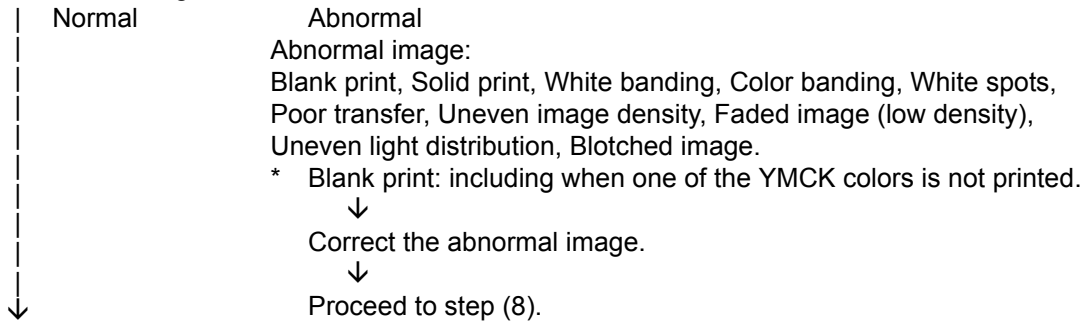 Normal Abnormal
Abnormal image:
Blank print, Solid print, White banding, Color banding, White spots,
Poor transfer, Uneven image density, Faded image (low density),
Uneven light distribution, Blotched image.
* Blank print: including when one of the YMCK colors is not printed.
↓
Correct the abnormal image.
↓
Proceed to step (8).